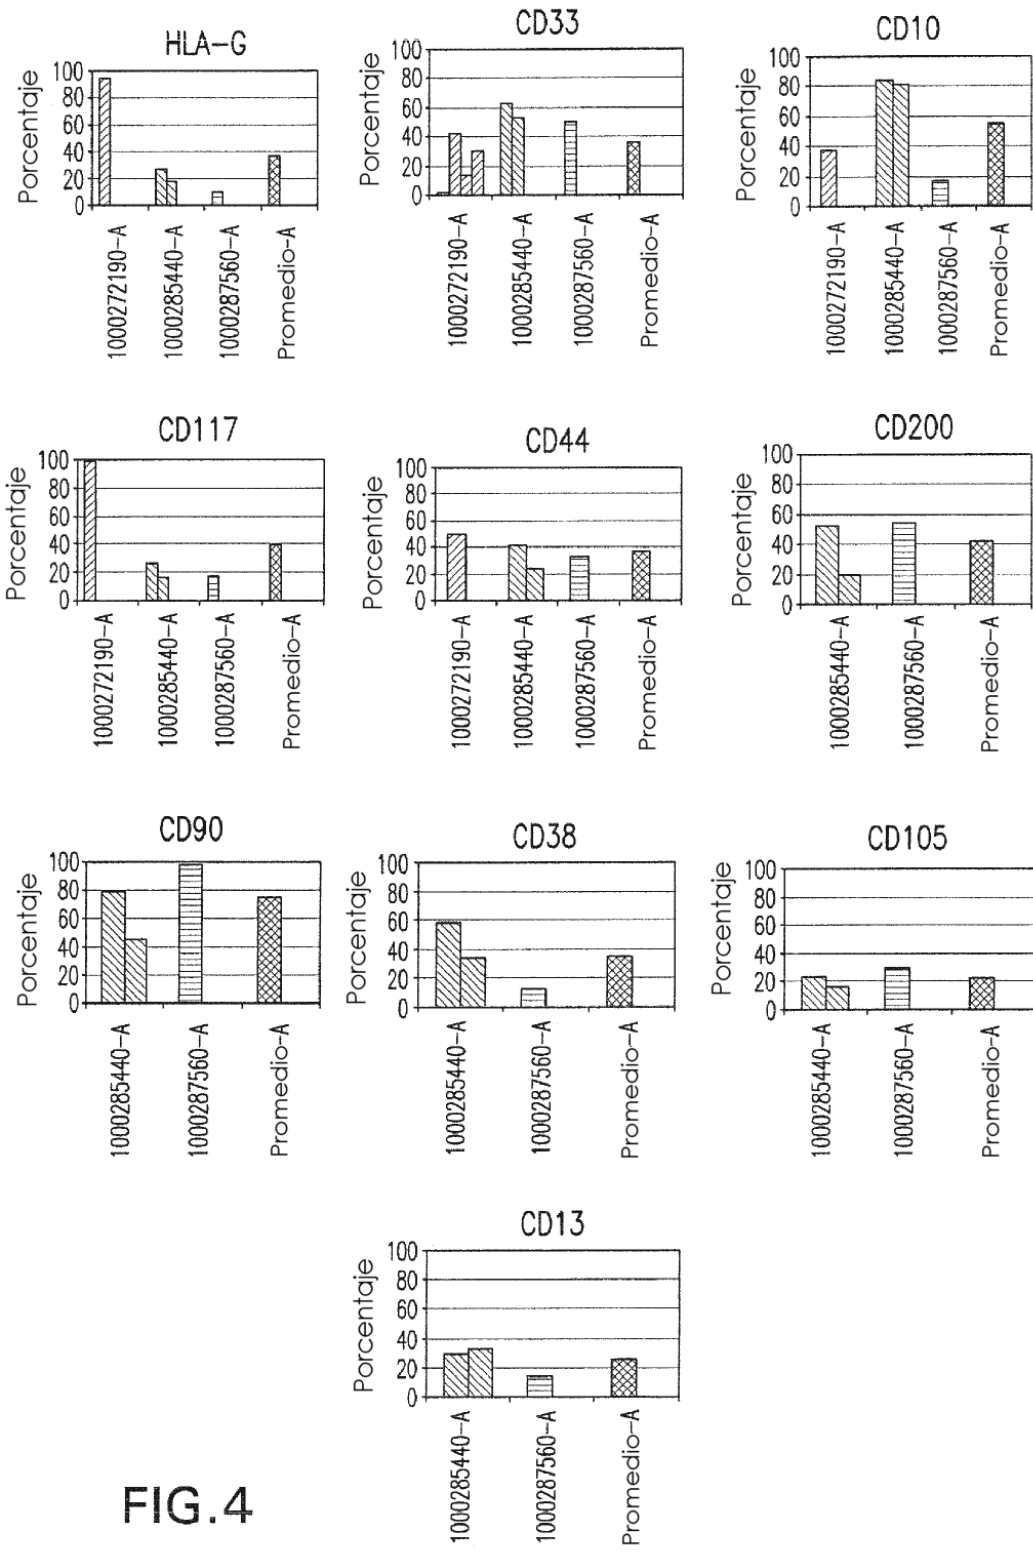 HLA-G
Porcentaje
100
80
60
40
20
0
1000272190-A
1000285440-A
1000287560-A
Promedio-A
CD33
Porcentaje
100
80
60
40
20
0
1000272190-A
1000285440-A
1000287560-A
Promedio-A
CD10
Porcentaje
100
80
60
40
20
0
1000272190-A
1000285440-A
1000287560-A
Promedio-A
CD117
Porcentaje
100
80
60
40
20
0
1000272190-A
1000285440-A
1000287560-A
Promedio-A
CD44
Porcentaje
100
80
60
40
20
0
1000272190-A
1000285440-A
1000287560-A
Promedio-A
CD200
Porcentaje
100
80
60
40
20
0
1000285440-A
1000287560-A
Promedio-A
CD90
Porcentaje
100
80
60
40
20
0
1000285440-A
1000287560-A
Promedio-A
CD38
Porcentaje
100
80
60
40
20
0
1000285440-A
1000287560-A
Promedio-A
CD105
Porcentaje
100
80
60
40
20
0
1000285440-A
1000287560-A
Promedio-A
CD13
Porcentaje
100
80
60
40
20
0
1000285440-A
1000287560-A
Promedio-A
FIG.4